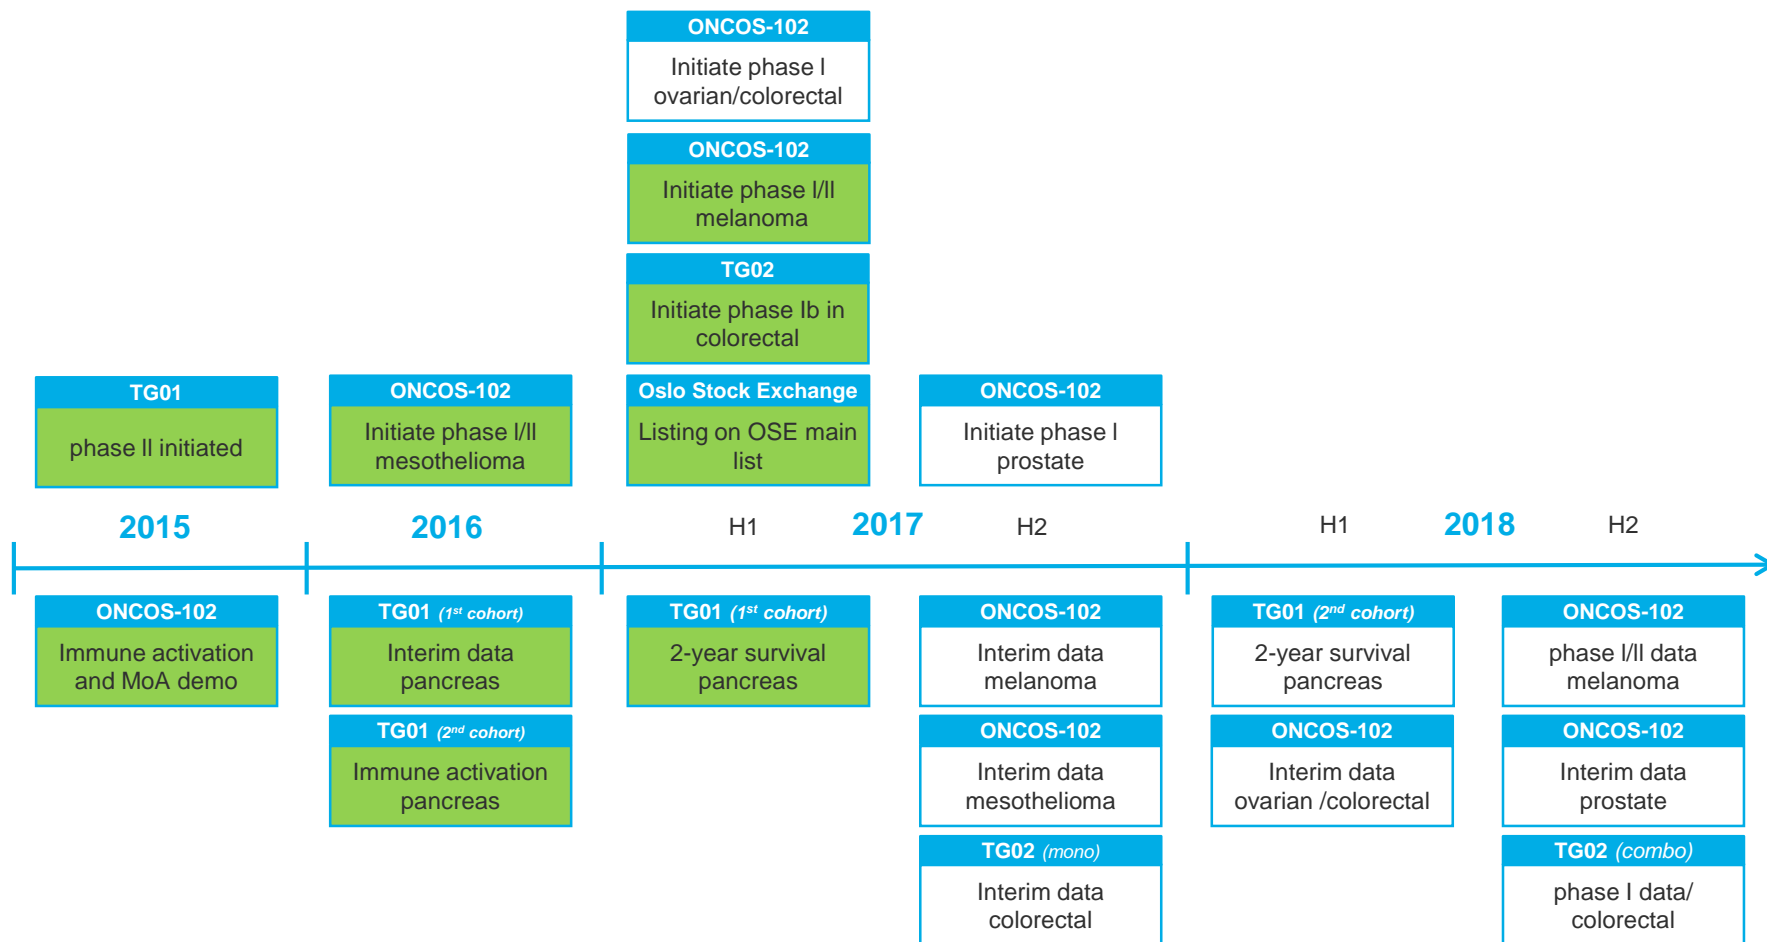 ONCOS-102
Initiate phase I
ovarian/colorectal
ONCOS-102
Initiate phase I/II
melanoma
TG02
Initiate phase Ib in
colorectal
TG01
phase II initiated
ONCOS-102
Initiate phase I/II
mesothelioma
Oslo Stock Exchange
Listing on OSE main
list
ONCOS-102
Initiate phase I
prostate
2015
2016
H1
2017
H2
H1
2018
H2
ONCOS-102
Immune activation
and MoA demo
TG01 (1st cohort)
Interim data
pancreas
TG01 (2nd cohort)
Immune activation
pancreas
TG01 (1st cohort)
2-year survival
pancreas
ONCOS-102
Interim data
melanoma
ONCOS-102
Interim data
mesothelioma
TG02 (mono)
Interim data
colorectal
TG01 (2nd cohort)
2-year survival
pancreas
ONCOS-102
Interim data
ovarian /colorectal
ONCOS-102
phase I/II data
melanoma
ONCOS-102
Interim data
prostate
TG02 (combo)
phase I data/
colorectal